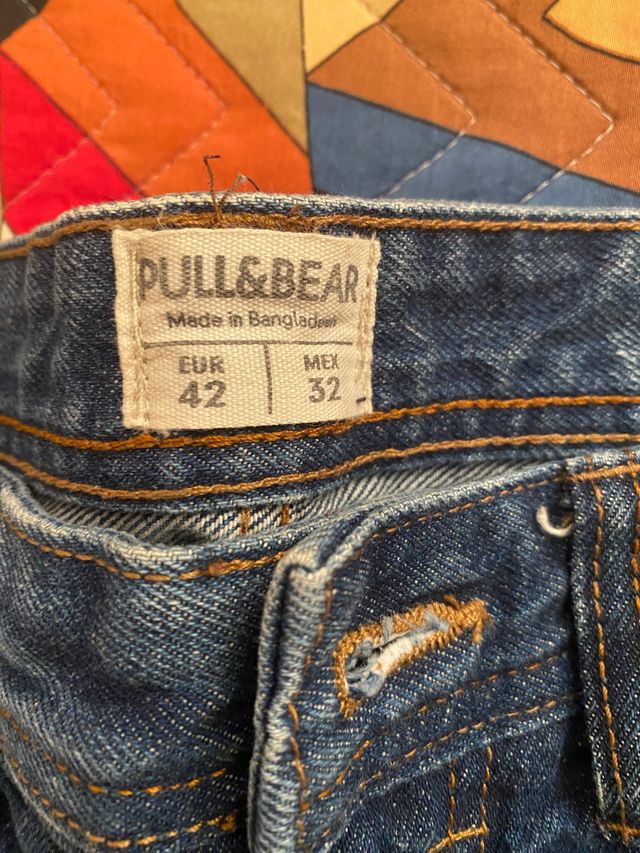 PULL&BEAR
Made in Bangladesh
EUR MEX
42 32